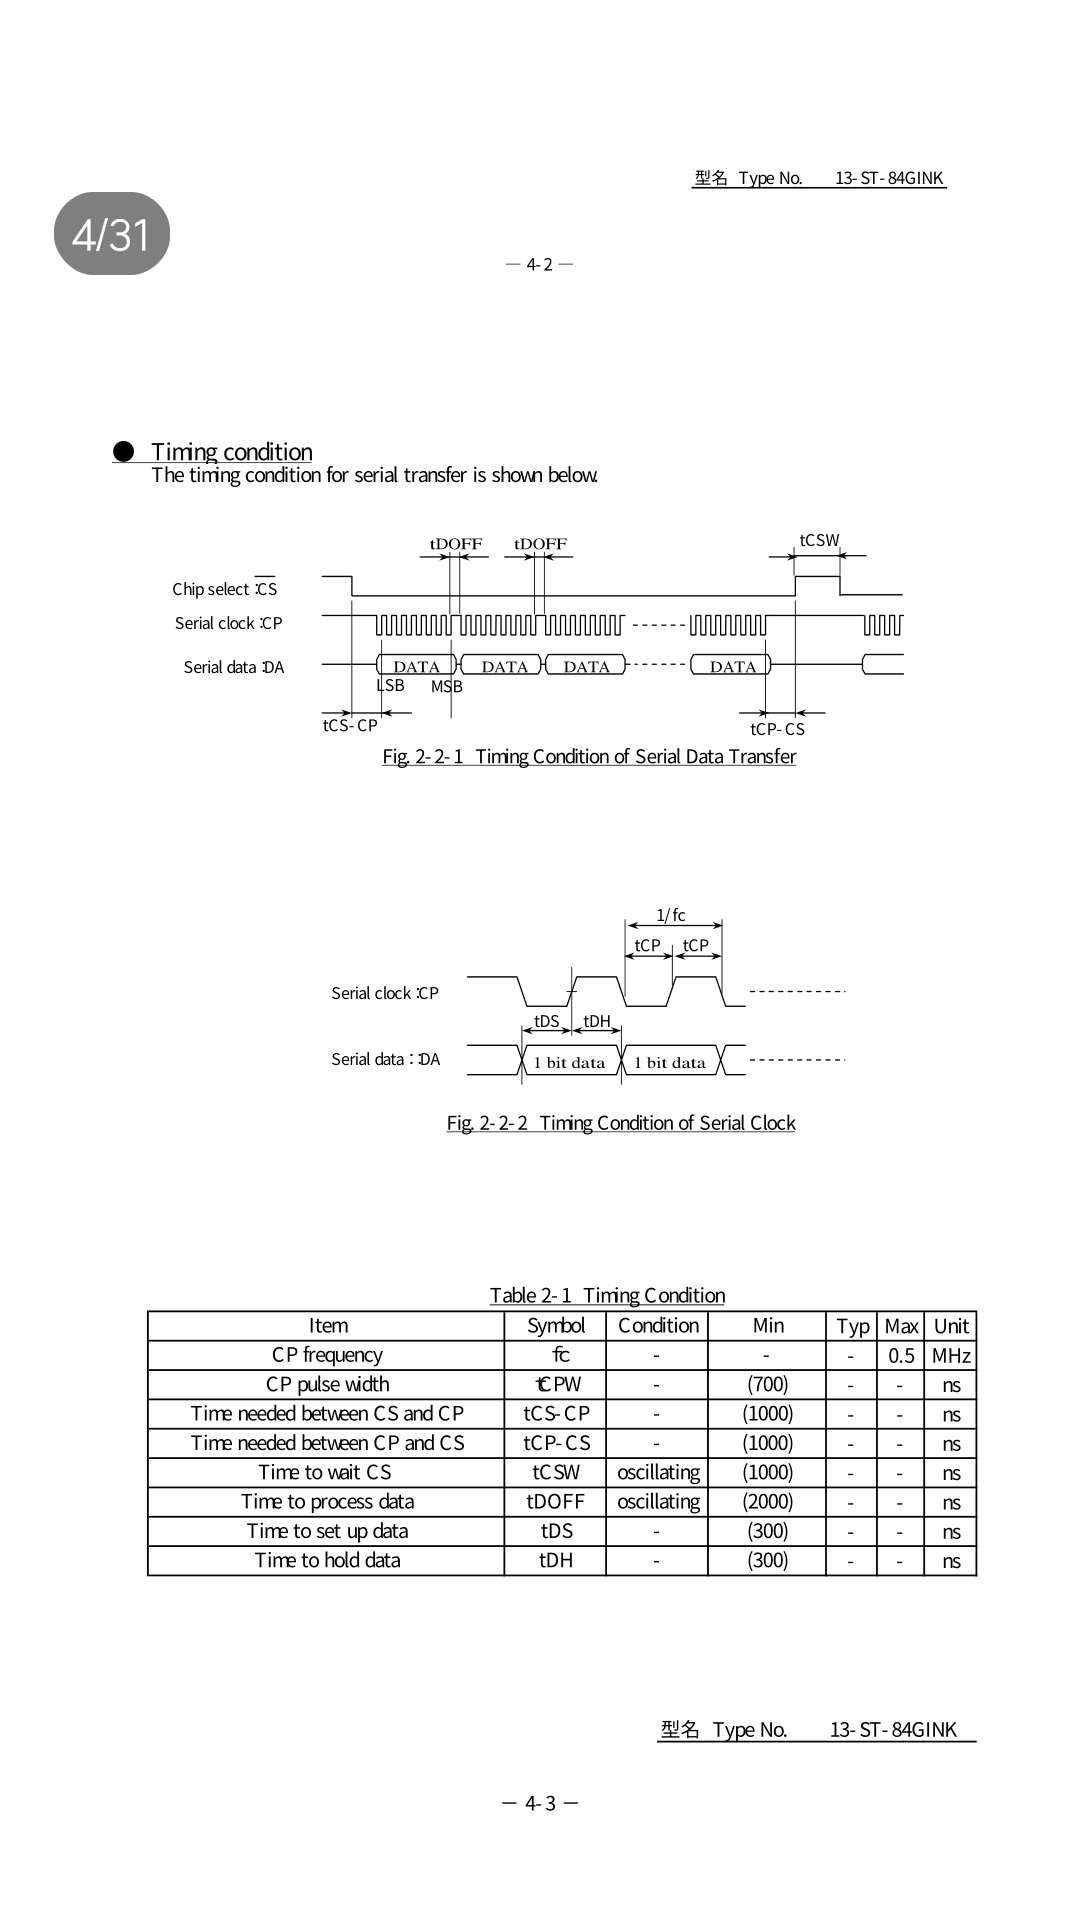 型名 Type No. 13-ST-84GINK
4/31
— 4-2 —
● Timing condition
The timing condition for serial transfer is shown below.
tDOFF tDOFF tCSW
Chip select :CS
Serial clock :CP
Serial data :DA DATA DATA DATA DATA
LSB MSB
tCS-CP tCP-CS
Fig. 2-2-1 Timing Condition of Serial Data Transfer
1/fc
tCP tCP
Serial clock :CP
tDS tDH
Serial data : :DA 1 bit data 1 bit data
Fig. 2-2-2 Timing Condition of Serial Clock
Table 2-1 Timing Condition
Item Symbol Condition Min Typ Max Unit
CP frequency fc - - - 0.5 MHz
CP pulse width tCPW - (700) - - ns
Time needed between CS and CP tCS-CP - (1000) - - ns
Time needed between CP and CS tCP-CS - (1000) - - ns
Time to wait CS tCSW oscillating (1000) - - ns
Time to process data tDOFF oscillating (2000) - - ns
Time to set up data tDS - (300) - - ns
Time to hold data tDH - (300) - - ns
型名 Type No. 13-ST-84GINK
— 4-3 —